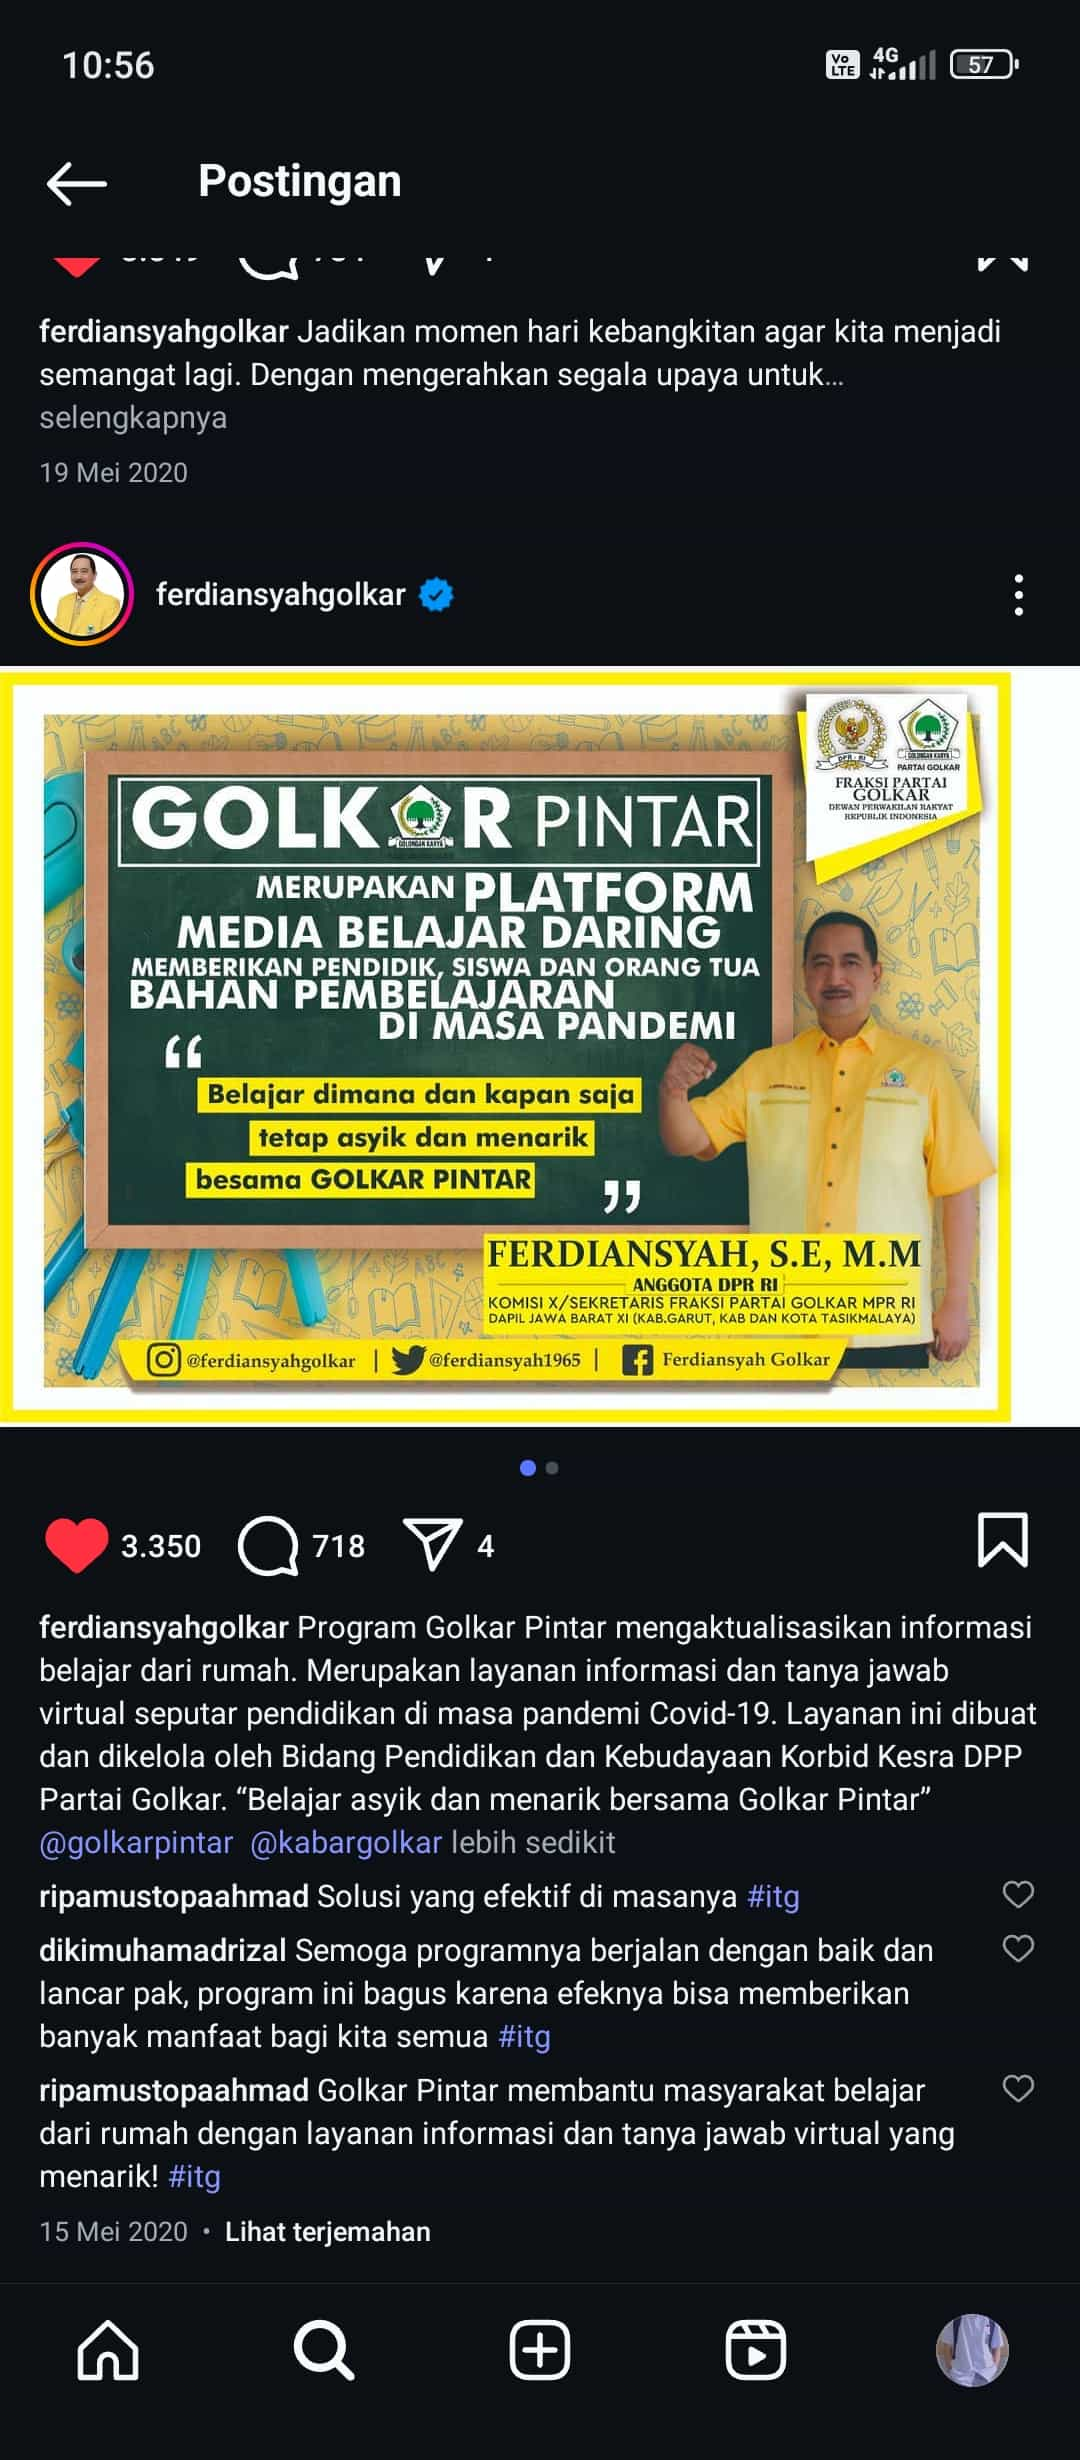 10:56
Vo LTE 4G 57
Postingan
ferdiansyahgolkar Jadikan momen hari kebangkitan agar kita menjadi
semangat lagi. Dengan mengerahkan segala upaya untuk...
selengkapnya
19 Mei 2020
ferdiansyahgolkar
DPR - RI
GOLONGAN KARYA
PARTAI GOLKAR
FRAKSI PARTAI
GOLKAR
DEWAN PERWAKILAN RAKYAT
REPUBLIK INDONESIA
GOLKAR PINTAR
GOLONGAN KARYA
MERUPAKAN PLATFORM
MEDIA BELAJAR DARING
MEMBERIKAN PENDIDIK, SISWA DAN ORANG TUA
BAHAN PEMBELAJARAN
DI MASA PANDEMI
“
Belajar dimana dan kapan saja
tetap asyik dan menarik
besama GOLKAR PINTAR
”
FERDIANSYAH, S.E, M.M
ANGGOTA DPR RI
KOMISI X/SEKRETARIS FRAKSI PARTAI GOLKAR MPR RI
DAPIL JAWA BARAT XI (KAB.GARUT, KAB DAN KOTA TASIKMALAYA)
@ferdiansyahgolkar | @ferdiansyah1965 | Ferdiansyah Golkar
3.350 718 4
ferdiansyahgolkar Program Golkar Pintar mengaktualisasikan informasi
belajar dari rumah. Merupakan layanan informasi dan tanya jawab
virtual seputar pendidikan di masa pandemi Covid-19. Layanan ini dibuat
dan dikelola oleh Bidang Pendidikan dan Kebudayaan Korbid Kesra DPP
Partai Golkar. “Belajar asyik dan menarik bersama Golkar Pintar”
@golkarpintar @kabargolkar lebih sedikit
ripamustopaahmad Solusi yang efektif di masanya #itg
dikimuhamadrizal Semoga programnya berjalan dengan baik dan
lancar pak, program ini bagus karena efeknya bisa memberikan
banyak manfaat bagi kita semua #itg
ripamustopaahmad Golkar Pintar membantu masyarakat belajar
dari rumah dengan layanan informasi dan tanya jawab virtual yang
menarik! #itg
15 Mei 2020 • Lihat terjemahan